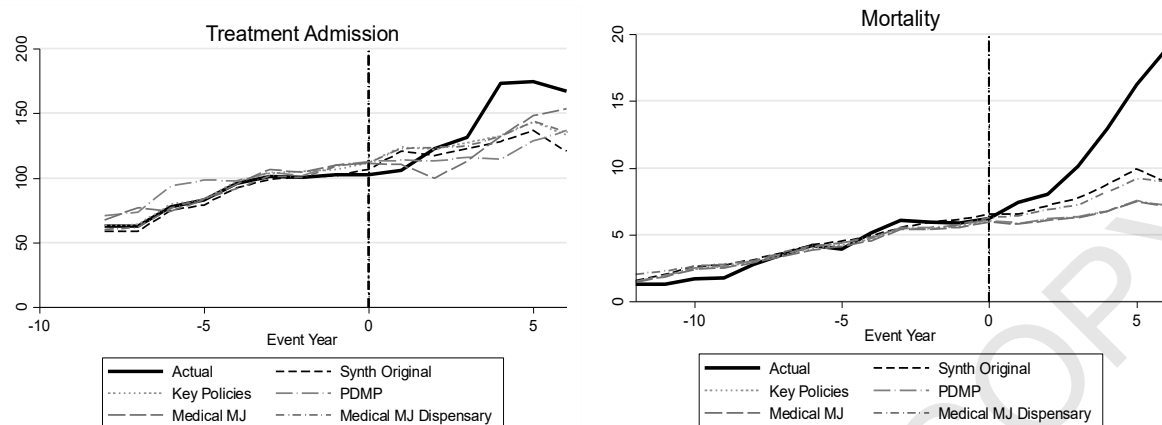 Treatment Admission
200
150
100
50
0
-10
-5
0
5
Event Year
Actual
Synth Original
Key Policies
PDMP
Medical MJ
Medical MJ Dispensary
Mortality
20
15
10
5
0
-10
-5
0
5
Event Year
Actual
Synth Original
Key Policies
PDMP
Medical MJ
Medical MJ Dispensary
COPY